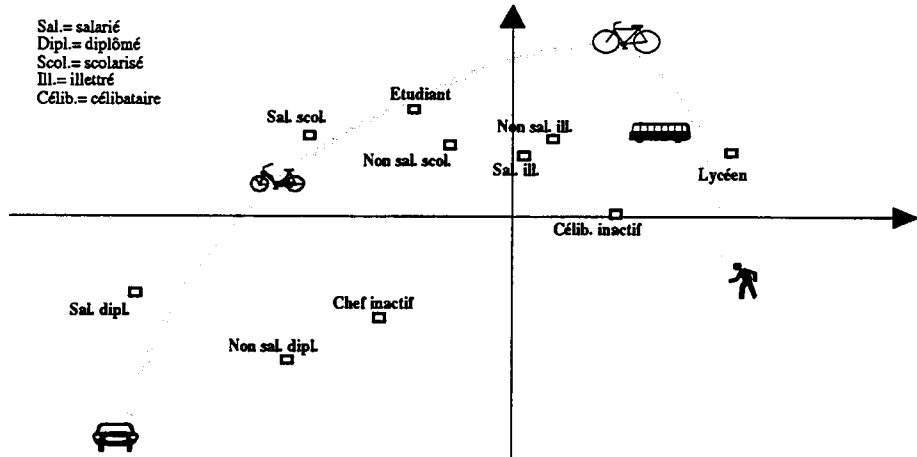 Sal.= salarié
Dipl.= diplômé
Scol.= scolarisé
Ill.= illettré
Célib.= célibataire
Etudiant
Sal. scol.
Non sal. ill.
Non sal. scol.
Sal. ill.
Lycéen
Célib. inactif
Chef inactif
Sal. dipl.
Non sal. dipl.